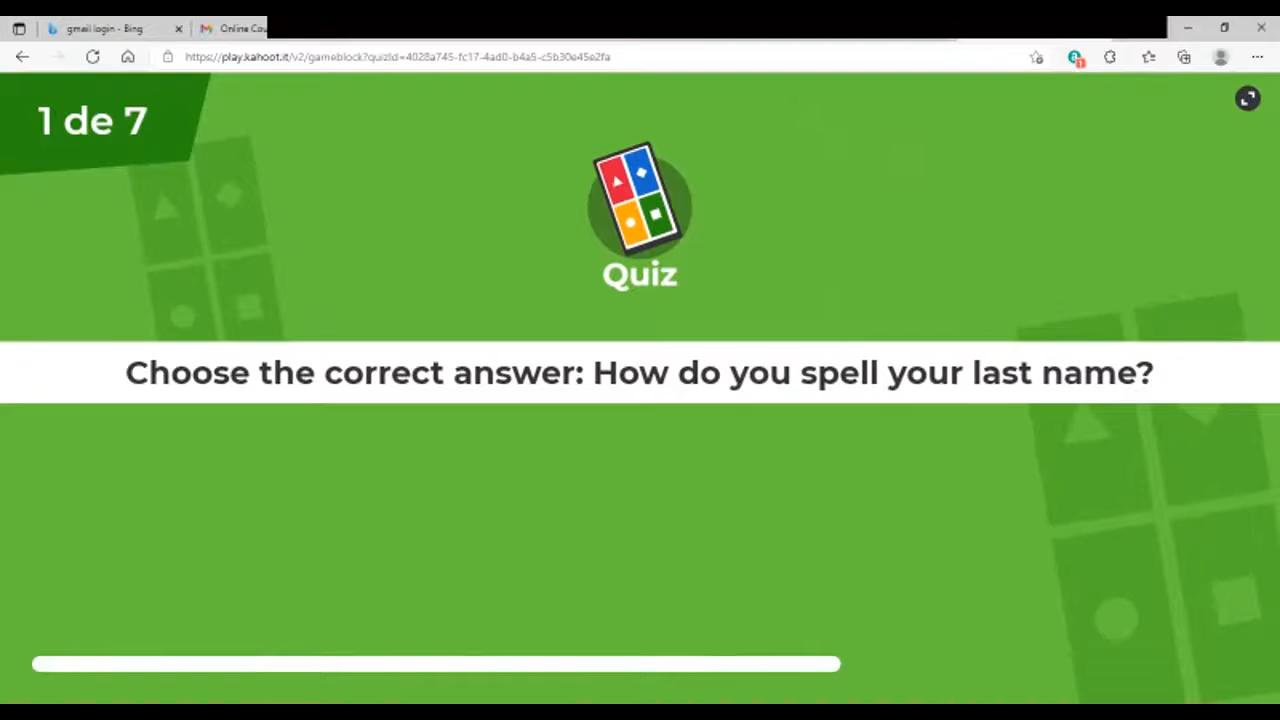 gmail login - Bing
Online Cou
https://play.kahoot.it/v2/gameblock?quizId=4028a745-fc17-4ad0-b4a5-c5b30e45e2fa
1
1 de 7
Quiz
Choose the correct answer: How do you spell your last name?